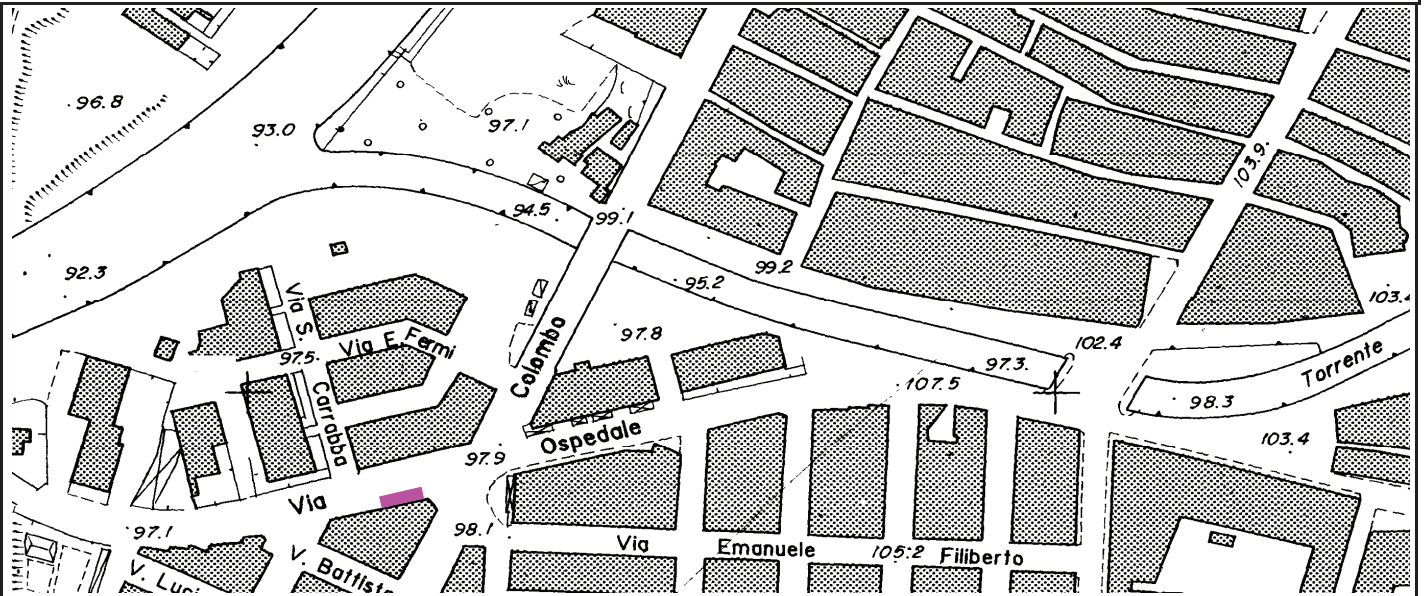 96.8
93.0
97.1
103.9.
94.5
99.1
92.3
99.2
95.2
103.4
Via S.
Carrabba
Via E. Fermi
97.5
97.8
Colombo
102.4
97.3.
107.5
Torrente
98.3
Ospedale
103.4
97.9
Via
97.1
98.1
Via
Emanuele
105.2
Filiberto
V. Battista
V. Luci